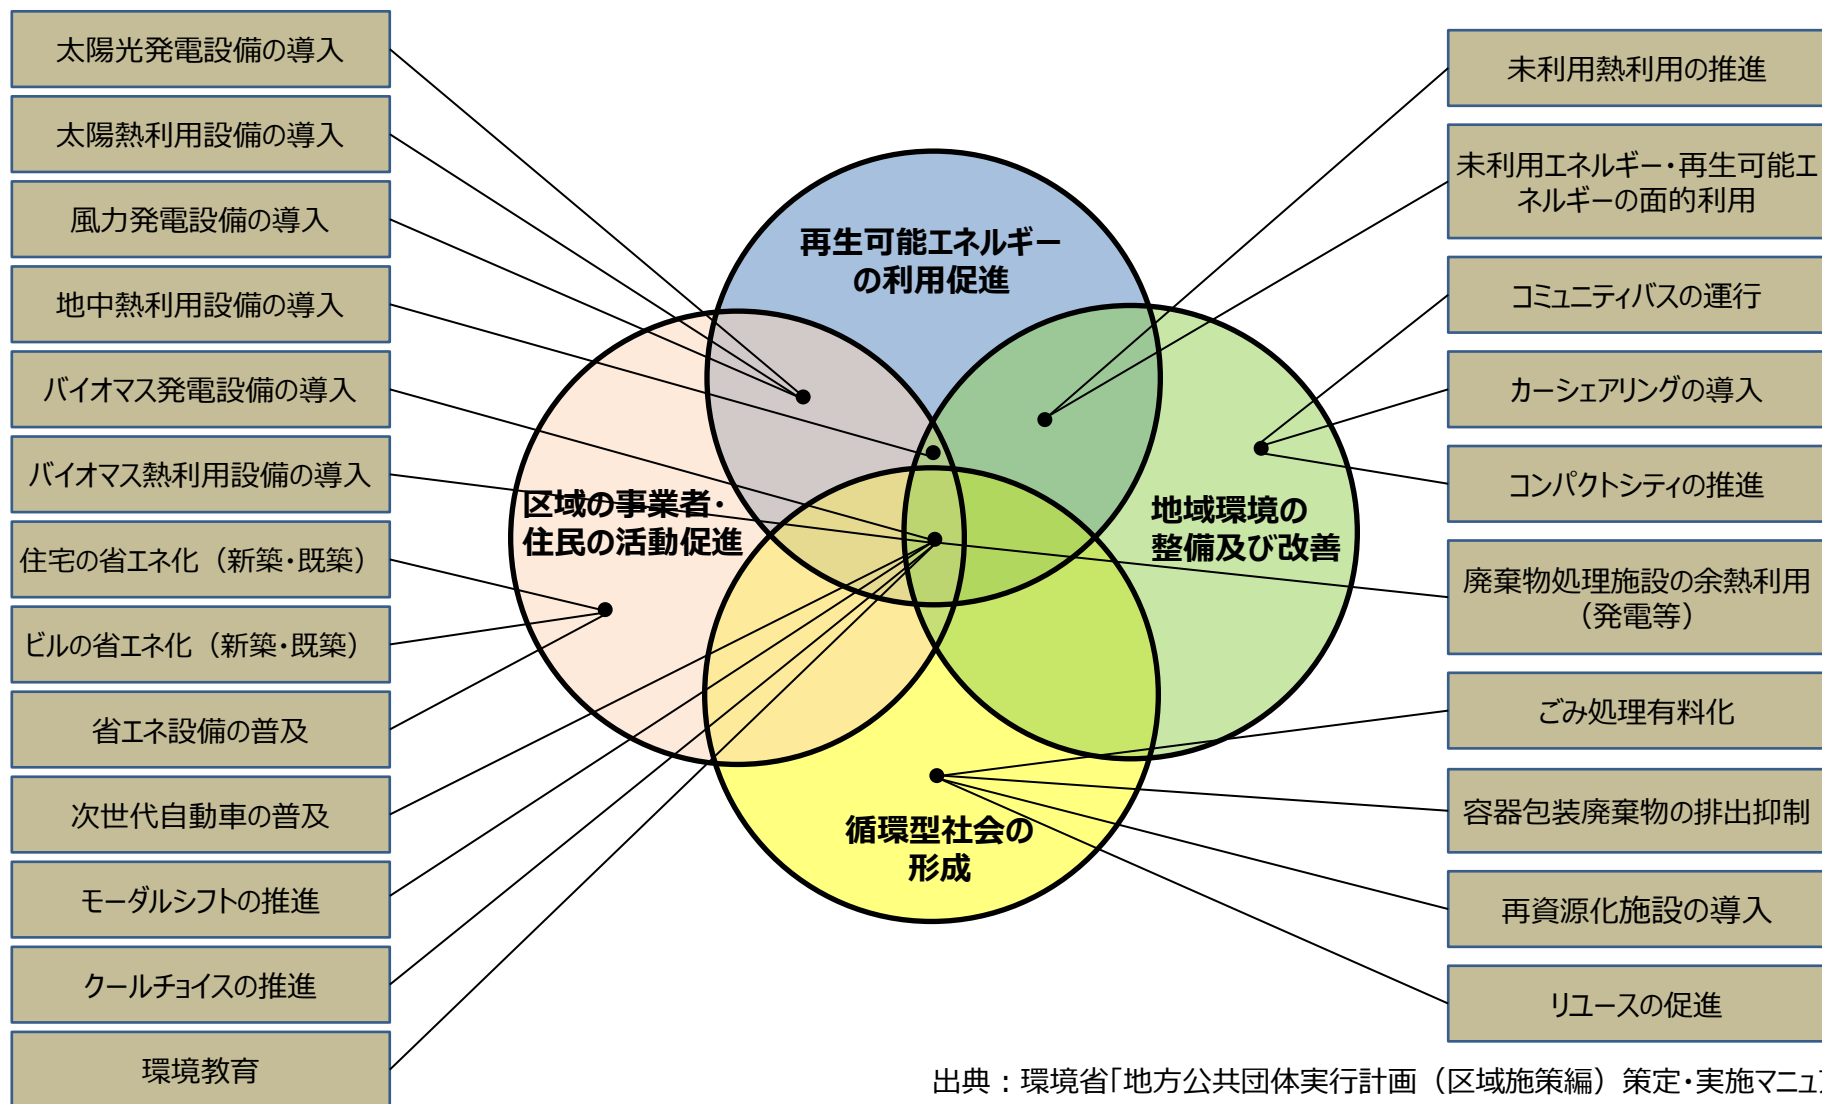 太陽光発電設備の導入
太陽熱利用設備の導入
風力発電設備の導入
地中熱利用設備の導入
バイオマス発電設備の導入
バイオマス熱利用設備の導入
住宅の省エネ化（新築・既築）
ビルの省エネ化（新築・既築）
省エネ設備の普及
次世代自動車の普及
モーダルシフトの推進
クールチョイスの推進
環境教育
再生可能エネルギー
の利用促進
区域の事業者・
住民の活動促進
地域環境の
整備及び改善
循環型社会の
形成
未利用熱利用の推進
未利用エネルギー・再生可能エ
ネルギーの面的利用
コミュニティバスの運行
カーシェアリングの導入
コンパクトシティの推進
廃棄物処理施設の余熱利用
（発電等）
ごみ処理有料化
容器包装廃棄物の排出抑制
再資源化施設の導入
リユースの促進
出典：環境省「地方公共団体実行計画（区域施策編）策定・実施マニュ